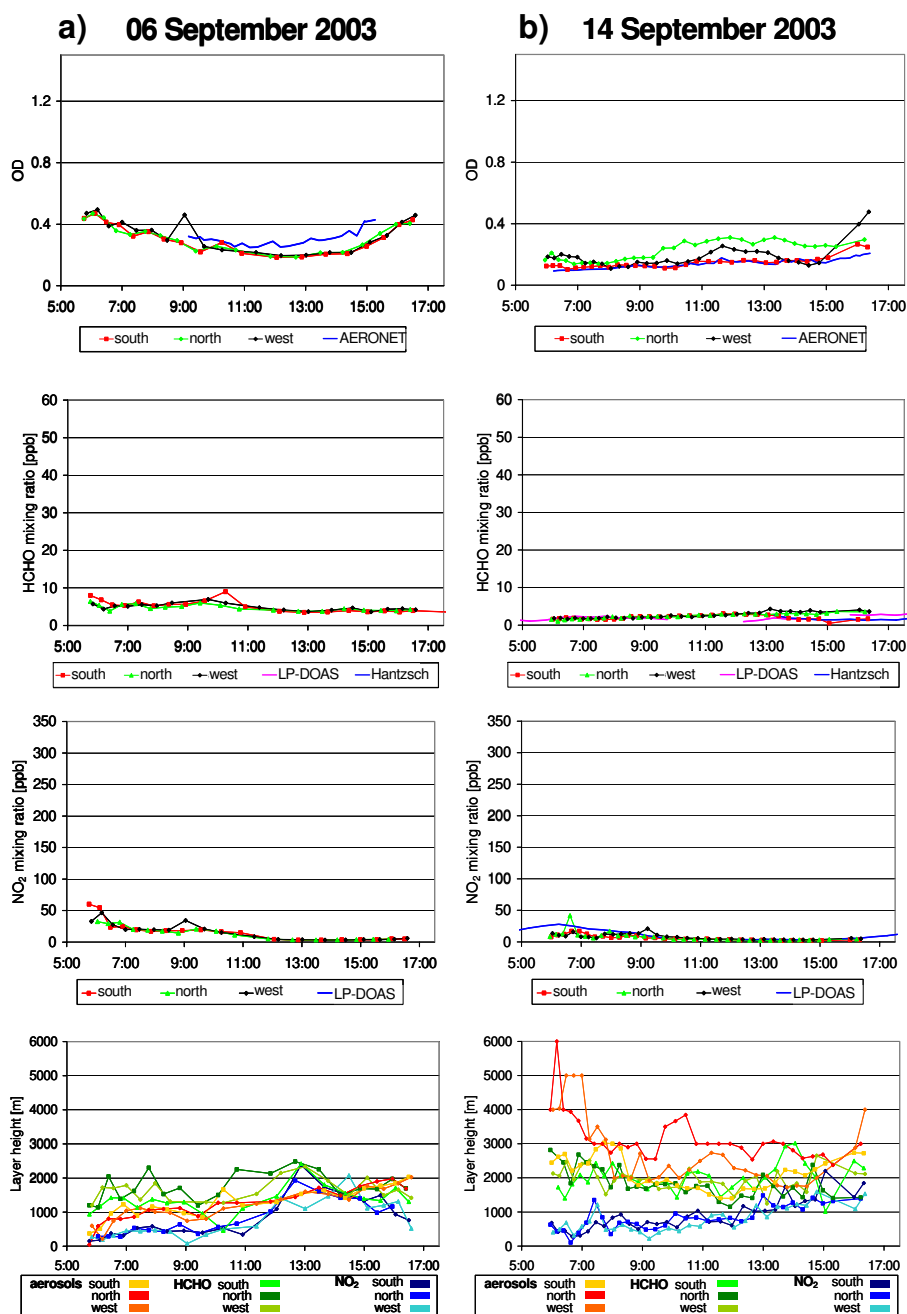 a) 06 September 2003
b) 14 September 2003
OD
1.2
0.8
0.4
0
5:00 7:00 9:00 11:00 13:00 15:00 17:00
south north west AERONET
OD
1.2
0.8
0.4
0
5:00 7:00 9:00 11:00 13:00 15:00 17:00
south north west AERONET
HCHO mixing ratio [ppb]
60
50
40
30
20
10
0
5:00 7:00 9:00 11:00 13:00 15:00 17:00
south north west LP-DOAS Hantzsch
HCHO mixing ratio [ppb]
60
50
40
30
20
10
0
5:00 7:00 9:00 11:00 13:00 15:00 17:00
south north west LP-DOAS Hantzsch
NO2 mixing ratio [ppb]
350
300
250
200
150
100
50
0
5:00 7:00 9:00 11:00 13:00 15:00 17:00
south north west LP-DOAS
NO2 mixing ratio [ppb]
350
300
250
200
150
100
50
0
5:00 7:00 9:00 11:00 13:00 15:00 17:00
south north west LP-DOAS
Layer height [m]
6000
5000
4000
3000
2000
1000
0
5:00 7:00 9:00 11:00 13:00 15:00 17:00
aerosols south HCHO south NO2 south
north north north
west west west
Layer height [m]
6000
5000
4000
3000
2000
1000
0
5:00 7:00 9:00 11:00 13:00 15:00 17:00
aerosols south HCHO south NO2 south
north north north
west west west